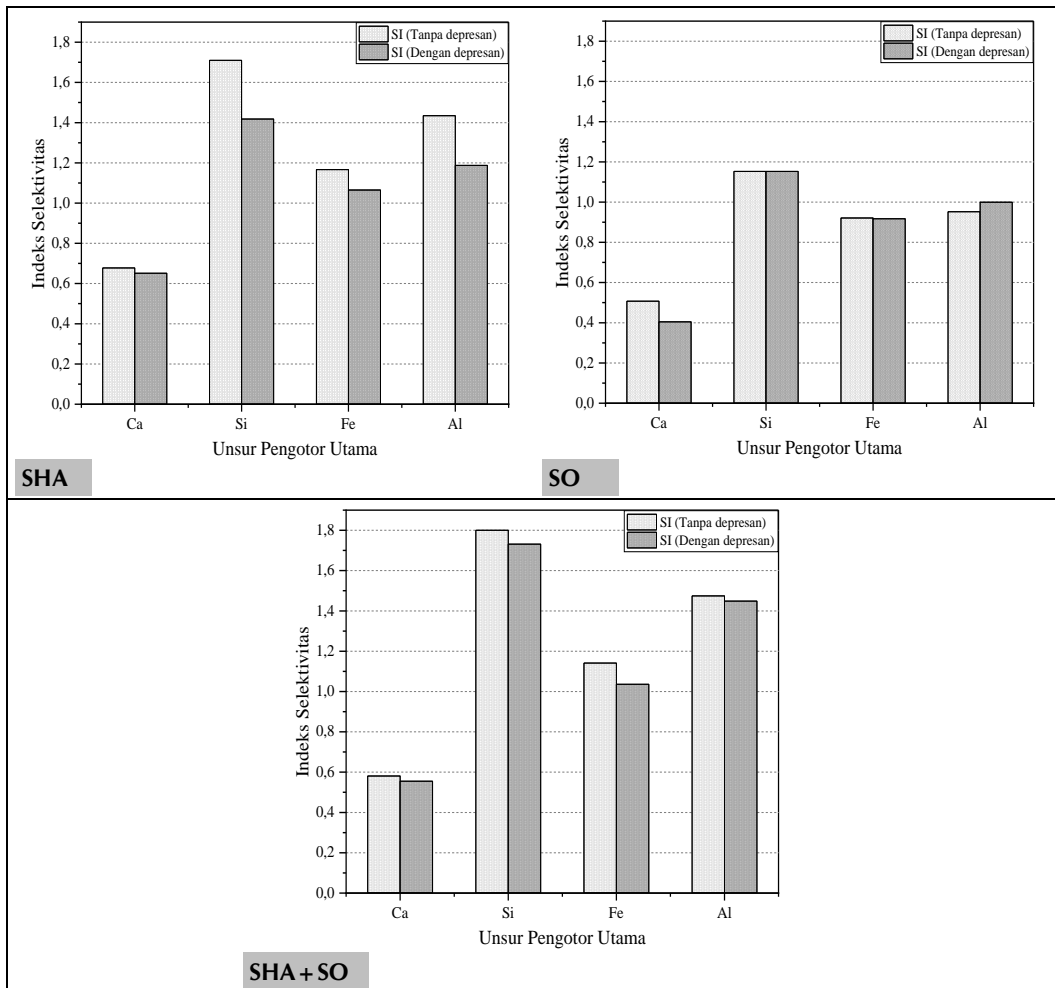 SI (Tanpa depresan)
SI (Dengan depresan)
1,8
1,6
1,4
1,2
1,0
0,8
0,6
0,4
0,2
0,0
Indeks Selektivitas
Ca Si Fe Al
Unsur Pengotor Utama
SHA
SI (Tanpa depresan)
SI (Dengan depresan)
1,8
1,6
1,4
1,2
1,0
0,8
0,6
0,4
0,2
0,0
Indeks Selektivitas
Ca Si Fe Al
Unsur Pengotor Utama
SO
SI (Tanpa depresan)
SI (Dengan depresan)
1,8
1,6
1,4
1,2
1,0
0,8
0,6
0,4
0,2
0,0
Indeks Selektivitas
Ca Si Fe Al
Unsur Pengotor Utama
SHA + SO